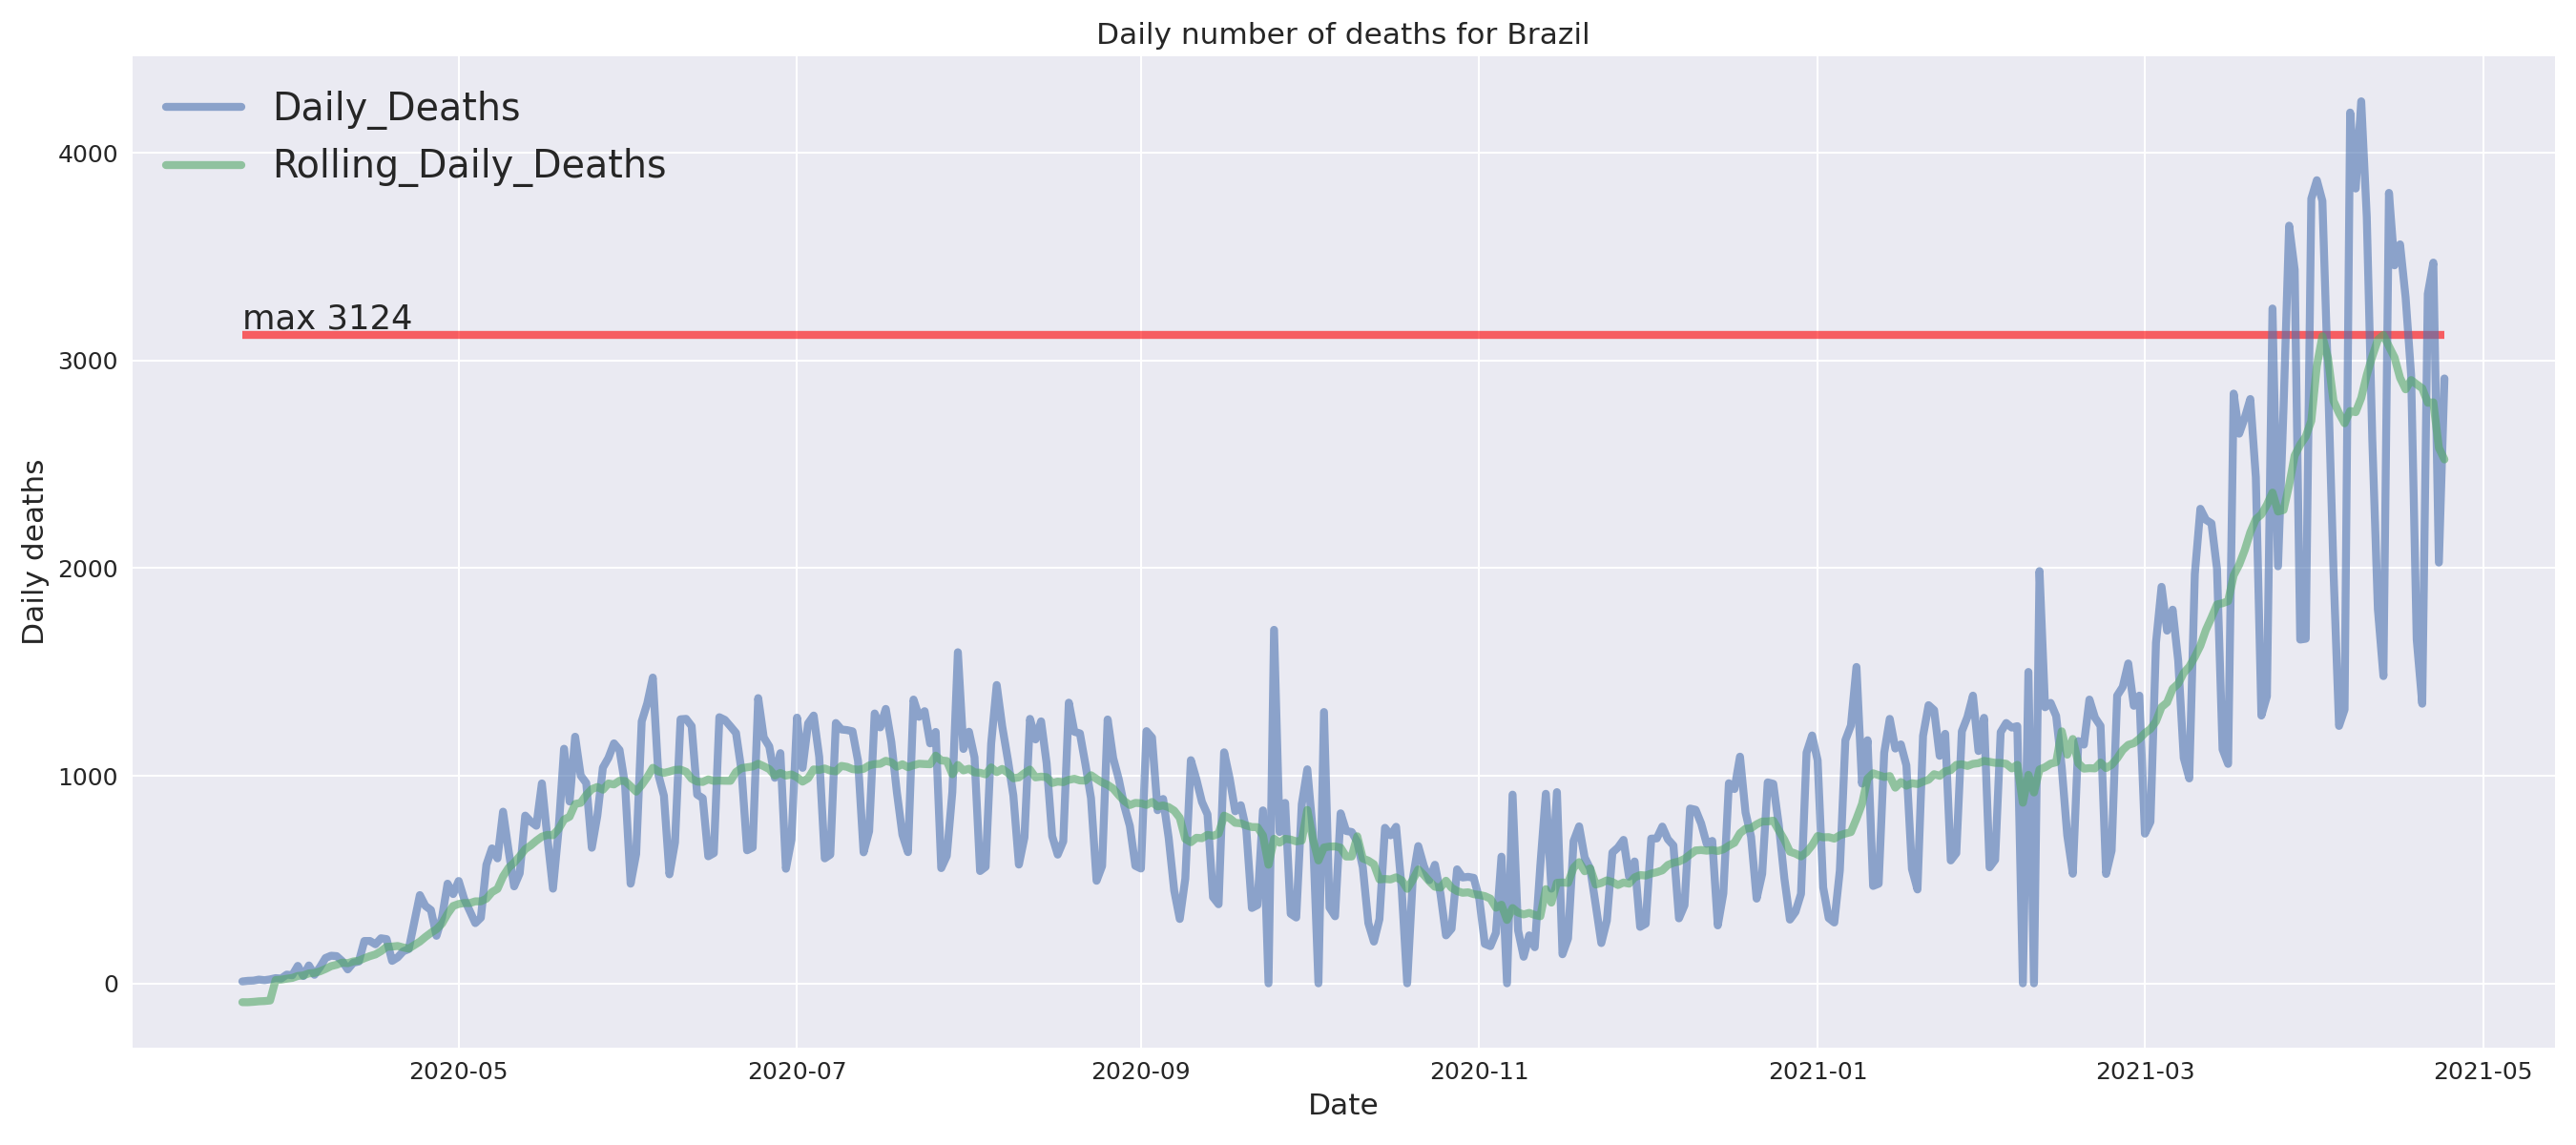 Daily number of deaths for Brazil
Daily_Deaths
Rolling_Daily_Deaths
max 3124
Daily deaths
4000
3000
2000
1000
0
2020-05 2020-07 2020-09 2020-11 2021-01 2021-03 2021-05
Date